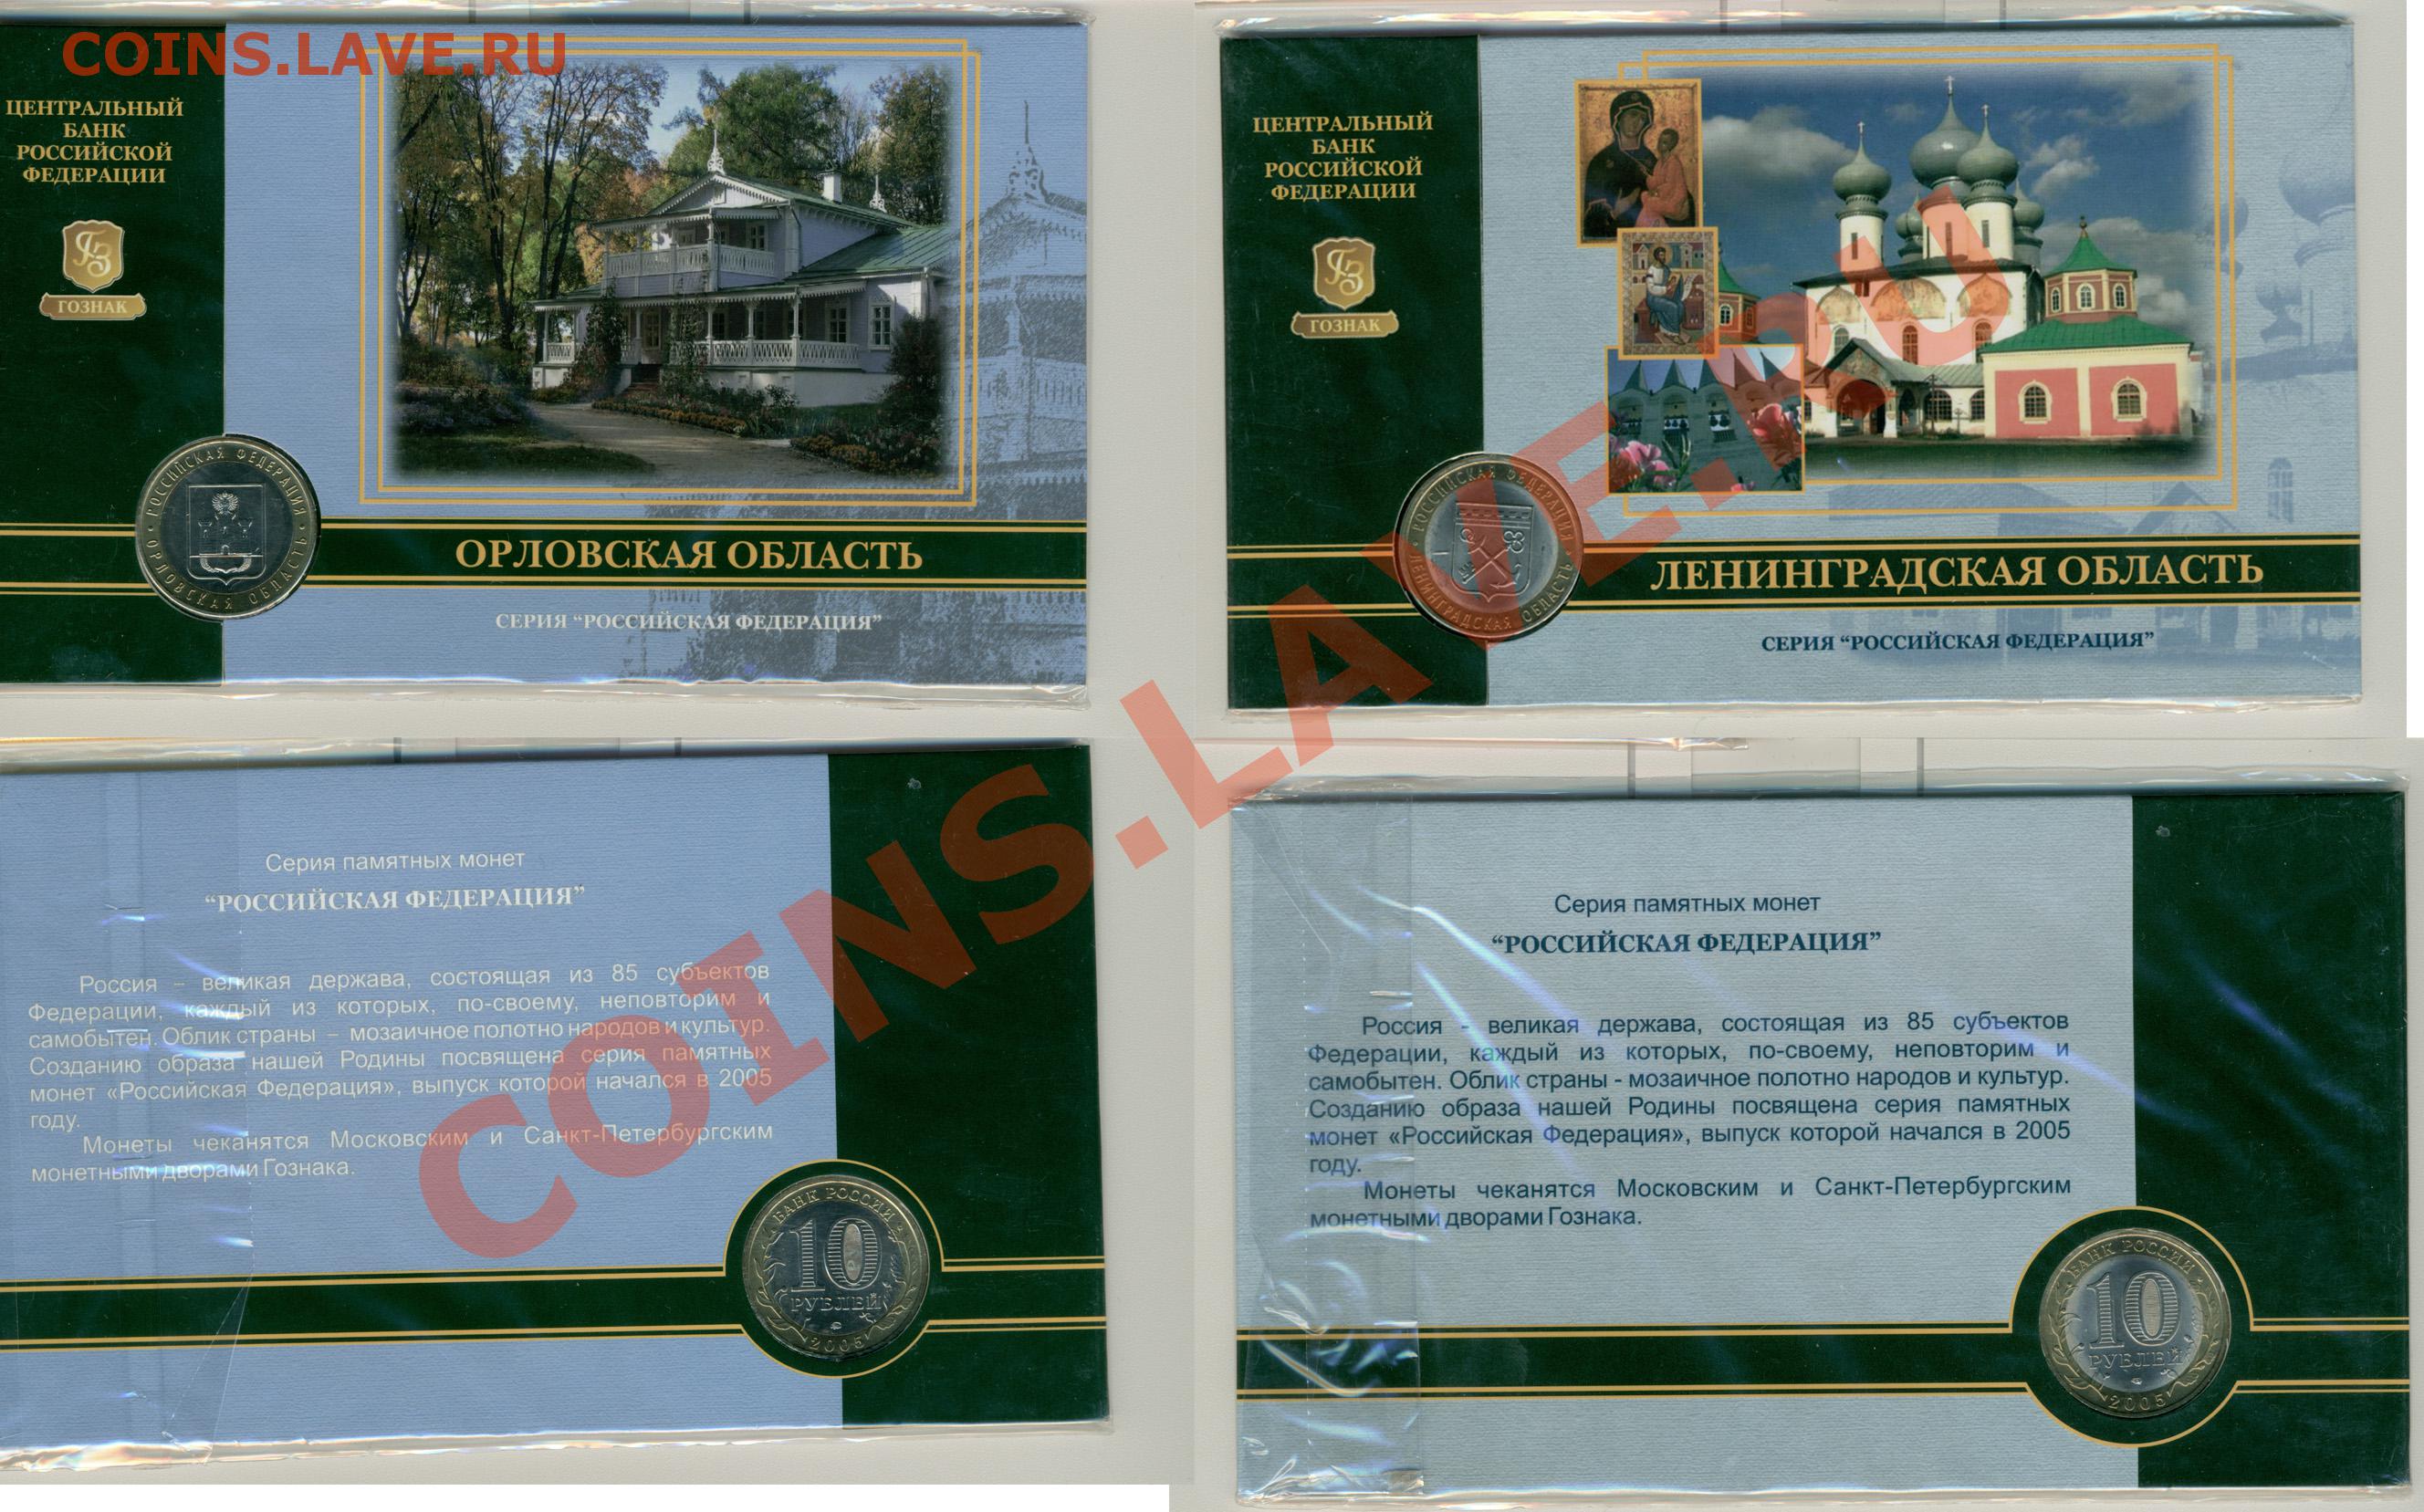 COINS.LAVE.RU
ЦЕНТРАЛЬНЫЙ
БАНК
РОССИЙСКОЙ
ФЕДЕРАЦИИ
ГОЗНАК
РОССИЙСКАЯ ФЕДЕРАЦИЯ
ОРЛОВСКАЯ ОБЛАСТЬ
ОРЛОВСКАЯ ОБЛАСТЬ
СЕРИЯ “РОССИЙСКАЯ ФЕДЕРАЦИЯ”
ЦЕНТРАЛЬНЫЙ
БАНК
РОССИЙСКОЙ
ФЕДЕРАЦИИ
ГОЗНАК
РОССИЙСКАЯ ФЕДЕРАЦИЯ
ЛЕНИНГРАДСКАЯ ОБЛАСТЬ
ЛЕНИНГРАДСКАЯ ОБЛАСТЬ
СЕРИЯ “РОССИЙСКАЯ ФЕДЕРАЦИЯ”
COINS.LAVE.RU
Серия памятных монет
“РОССИЙСКАЯ ФЕДЕРАЦИЯ”
Россия – великая держава, состоящая из 85 субъектов
Федерации, каждый из которых, по-своему, неповторим и
самобытен. Облик страны – мозаичное полотно народов и культур.
Созданию образа нашей Родины посвящена серия памятных
монет «Российская Федерация», выпуск которой начался в 2005
году.
Монеты чеканятся Московским и Санкт-Петербургским
монетными дворами Гознака.
БАНК РОССИИ
10
РУБЛЕЙ
2005
Серия памятных монет
“РОССИЙСКАЯ ФЕДЕРАЦИЯ”
Россия - великая держава, состоящая из 85 субъектов
Федерации, каждый из которых, по-своему, неповторим и
самобытен. Облик страны - мозаичное полотно народов и культур.
Созданию образа нашей Родины посвящена серия памятных
монет «Российская Федерация», выпуск которой начался в 2005
году.
Монеты чеканятся Московским и Санкт-Петербургским
монетными дворами Гознака.
БАНК РОССИИ
10
РУБЛЕЙ
2005